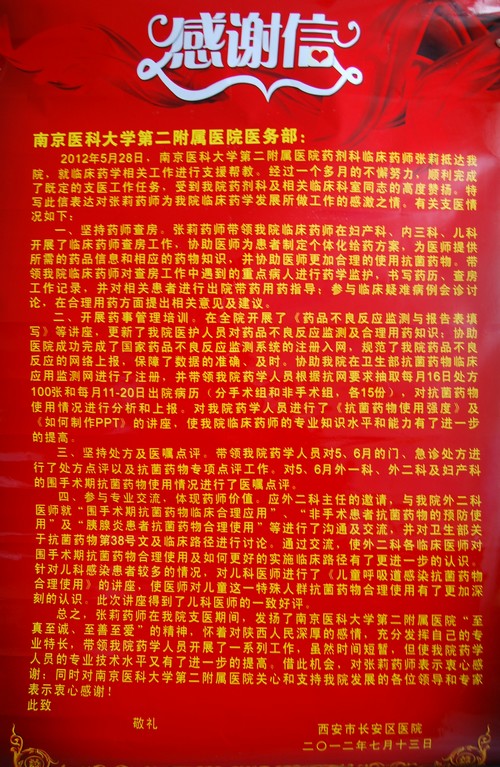 感谢信
南京医科大学第二附属医院医务部：
2012年5月28日，南京医科大学第二附属医院药剂科临床药师张莉抵达我
院，就临床药学相关工作进行支援帮教。经过一个多月的不懈努力，顺利完成
了既定的支医工作任务，受到我院药剂科及相关临床科室同志的高度赞扬。特
写此信表达对张莉药师为我院临床药学发展所做工作的感激之情。有关支医情
况如下：
一、坚持药师查房。张莉药师带领我院临床药师在妇产科、内三科、儿科
开展了临床药师查房工作，协助医师为患者制定个体化给药方案，为医师提供
所需的药品信息和相应的药物知识，并协助医师更加合理的使用抗菌药物。带
领我院临床药师对查房工作中遇到的重点病人进行药学监护，书写药历、查房
工作记录，并对相关患者进行出院带药用药指导；参与临床疑难病例会诊讨
论，在合理用药方面提出相关意见及建议。
二、开展药事管理培训。在全院开展了《药品不良反应监测与报告表填
写》等讲座，更新了我院医护人员对药品不良反应监测及合理用药知识；协助
医院成功完成了国家药品不良反应监测系统的注册入网，规范了我院药品不良
反应的网络上报，保障了数据的准确、及时。协助我院在卫生部抗菌药物临床
应用监测网进行了注册，并带领我院药学人员根据抗网要求抽取每月16日处方
100张和每月11-20日出院病历（分手术组和非手术组，各15份），对抗菌药物
使用情况进行分析和上报。对我院药学人员进行了《抗菌药物使用强度》及
《如何制作PPT》的讲座，使我院临床药师的专业知识水平和能力有了进一步
的提高。
三、坚持处方及医嘱点评。带领我院药学人员对5、6月的门、急诊处方进
行了处方点评以及抗菌药物专项点评工作。对5、6月外一科、外二科及妇产科
的围手术期抗菌药物使用情况进行了医嘱点评。
四、参与专业交流，体现药师价值。应外二科主任的邀请，与我院外二科
医师就“围手术期抗菌药物临床合理应用”、“非手术患者抗菌药物的预防使
用”及“胰腺炎患者抗菌药物合理使用”等进行了沟通及交流，并对卫生部关
于抗菌药物第38号文及临床路径进行讨论。通过交流，使外二科各临床医师对
围手术期抗菌药物合理使用及如何更好的实施临床路径有了更进一步的认识。
针对儿科感染患者较多的情况，对儿科医师进行了《儿童呼吸道感染抗菌药物
合理使用》的讲座，使医师对儿童这一特殊人群抗菌药物合理使用有了更加深
刻的认识。此次讲座得到了儿科医师的一致好评。
总之，张莉药师在我院支医期间，发扬了南京医科大学第二附属医院“至
真至诚、至善至爱”的精神，怀着对陕西人民深厚的感情，充分发挥自己的专
业特长，带领我院药学人员开展了一系列工作，虽然时间短暂，但使我院药学
人员的专业技术水平又有了进一步的提高。借此机会，对张莉药师表示衷心感
谢；同时对南京医科大学第二附属医院关心和支持我院发展的各位领导和专家
表示衷心感谢！
此致
敬礼
西安市长安区医院
二〇一二年七月十三日